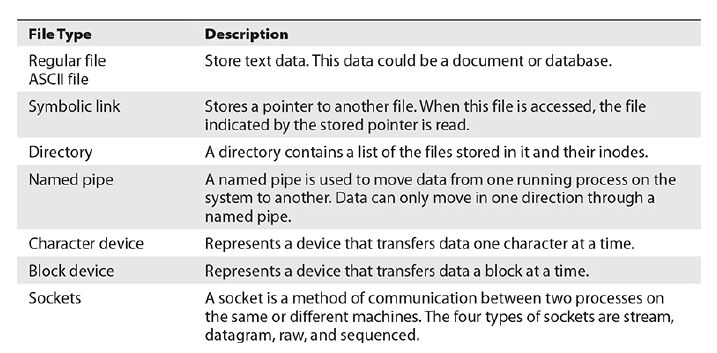 File Type Description
Regular file Store text data. This data could be a document or database.
ASCII file
Symbolic link Stores a pointer to another file. When this file is accessed, the file
indicated by the stored pointer is read.
Directory A directory contains a list of the files stored in it and their inodes.
Named pipe A named pipe is used to move data from one running process on the
system to another. Data can only move in one direction through a
named pipe.
Character device Represents a device that transfers data one character at a time.
Block device Represents a device that transfers data a block at a time.
Sockets A socket is a method of communication between two processes on
the same or different machines. The four types of sockets are stream,
datagram, raw, and sequenced.